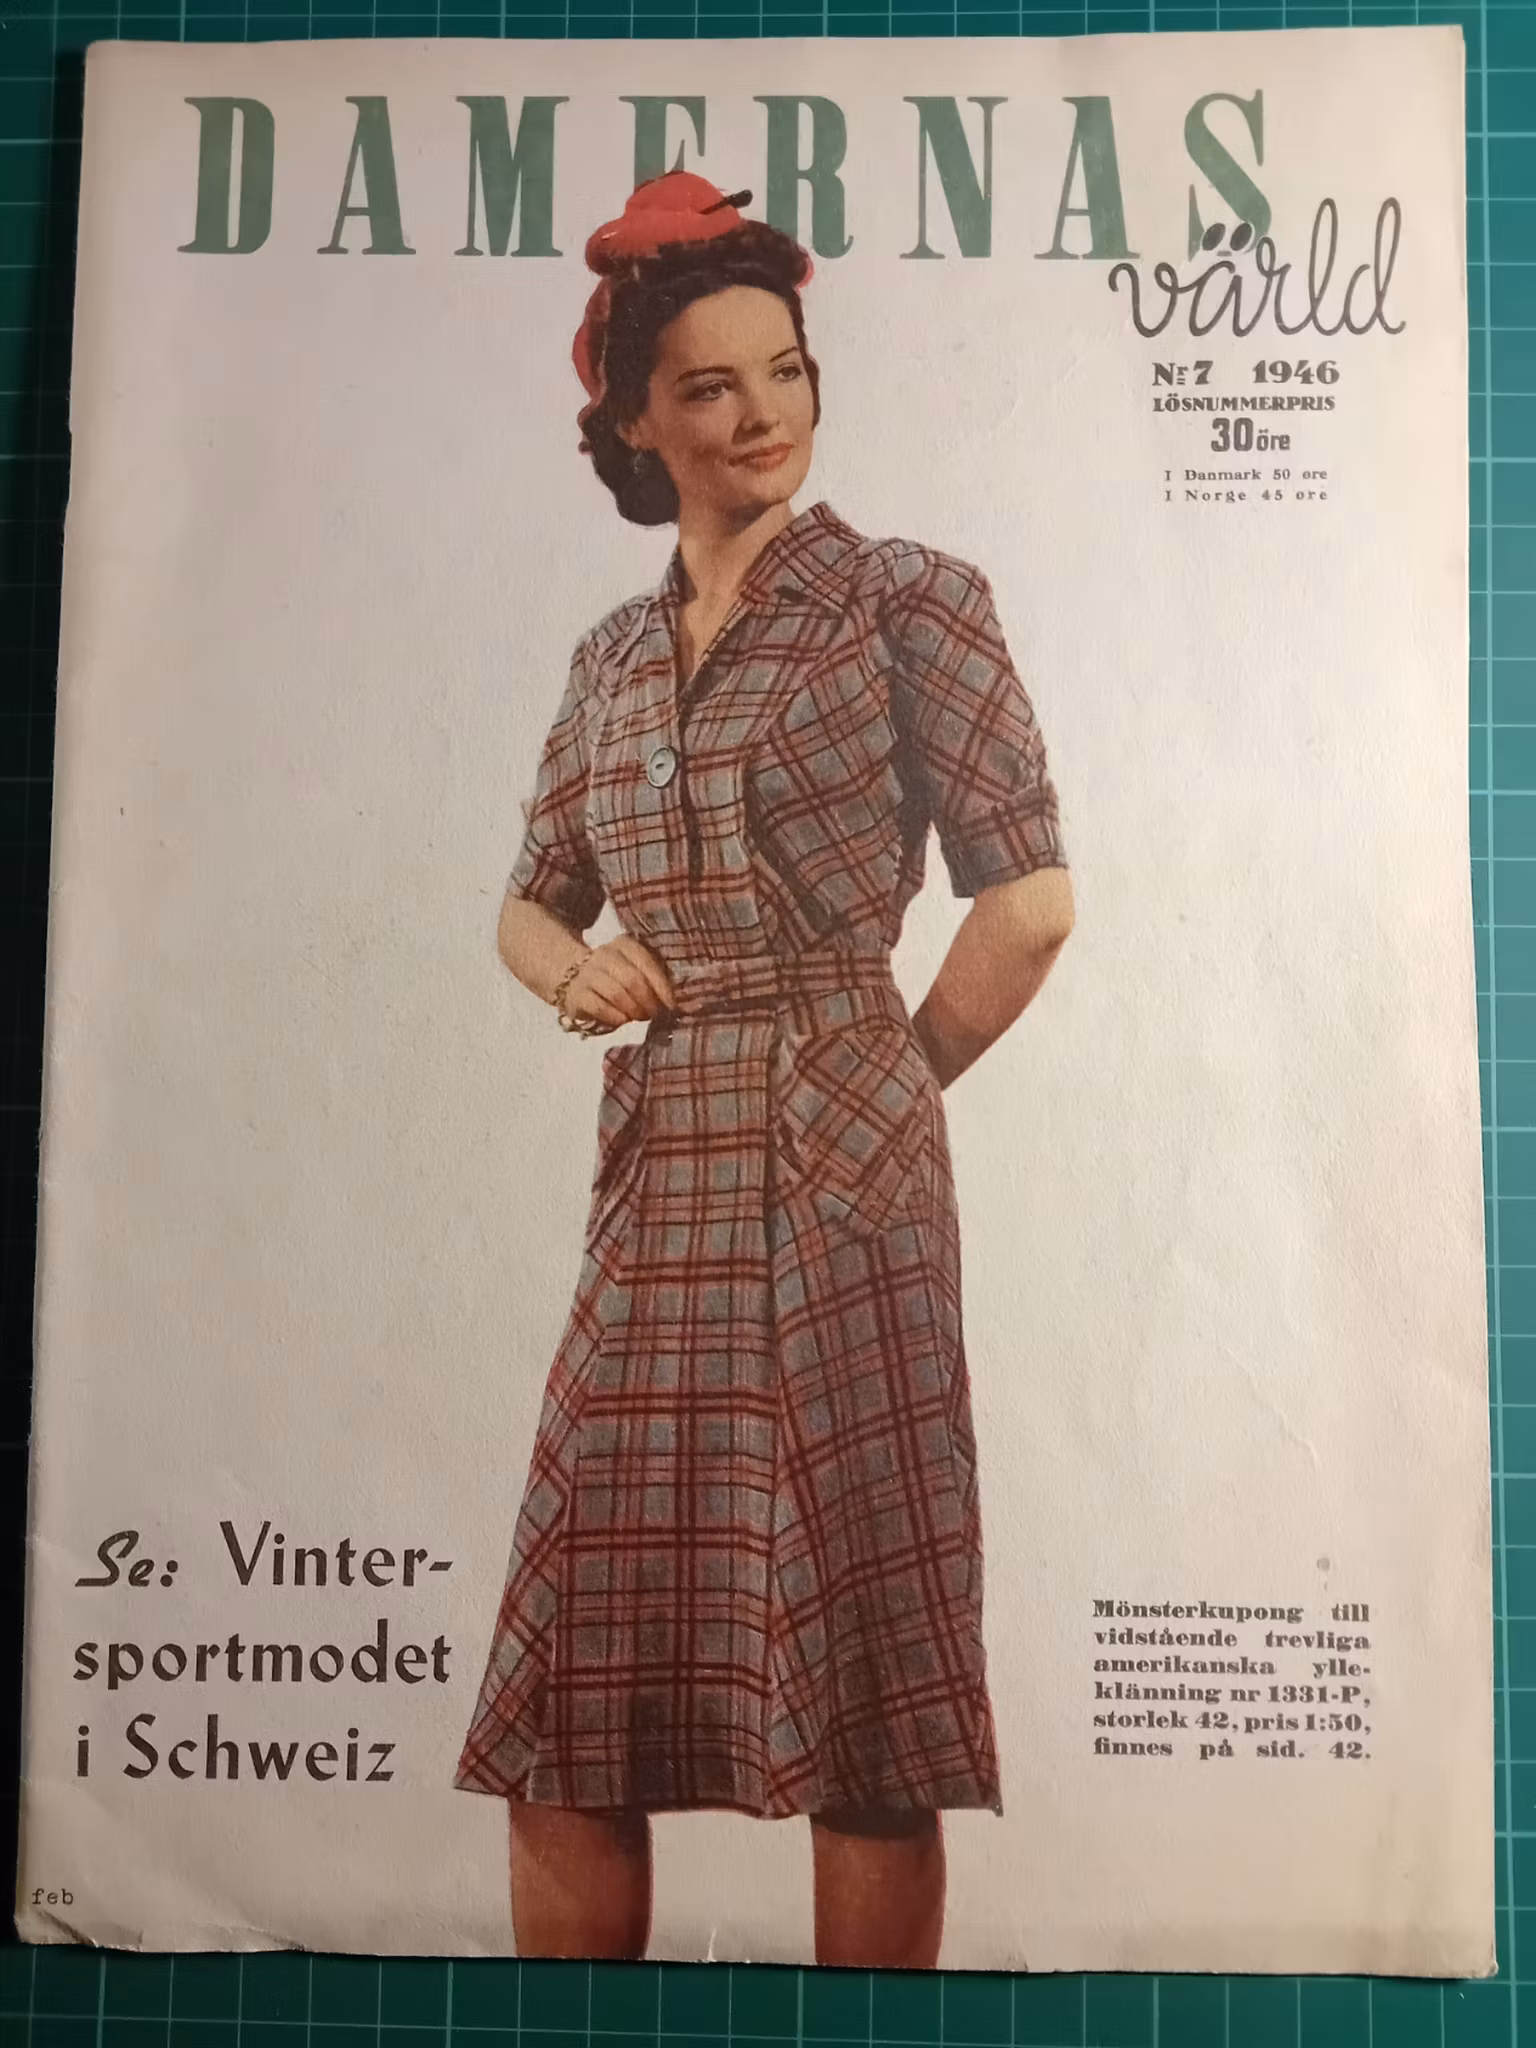 DAMERNAS
värld
Nr 7 1946
LÖSNUMMERPRIS
30 öre
I Danmark 50 øre
I Norge 45 øre
Se: Vinter-
sportmodet
i Schweiz
Mönsterkupong till
vidstående trevliga
amerikanska ylle-
klänning nr 1331-P,
storlek 42, pris 1:50,
finnes på sid. 42.
feb